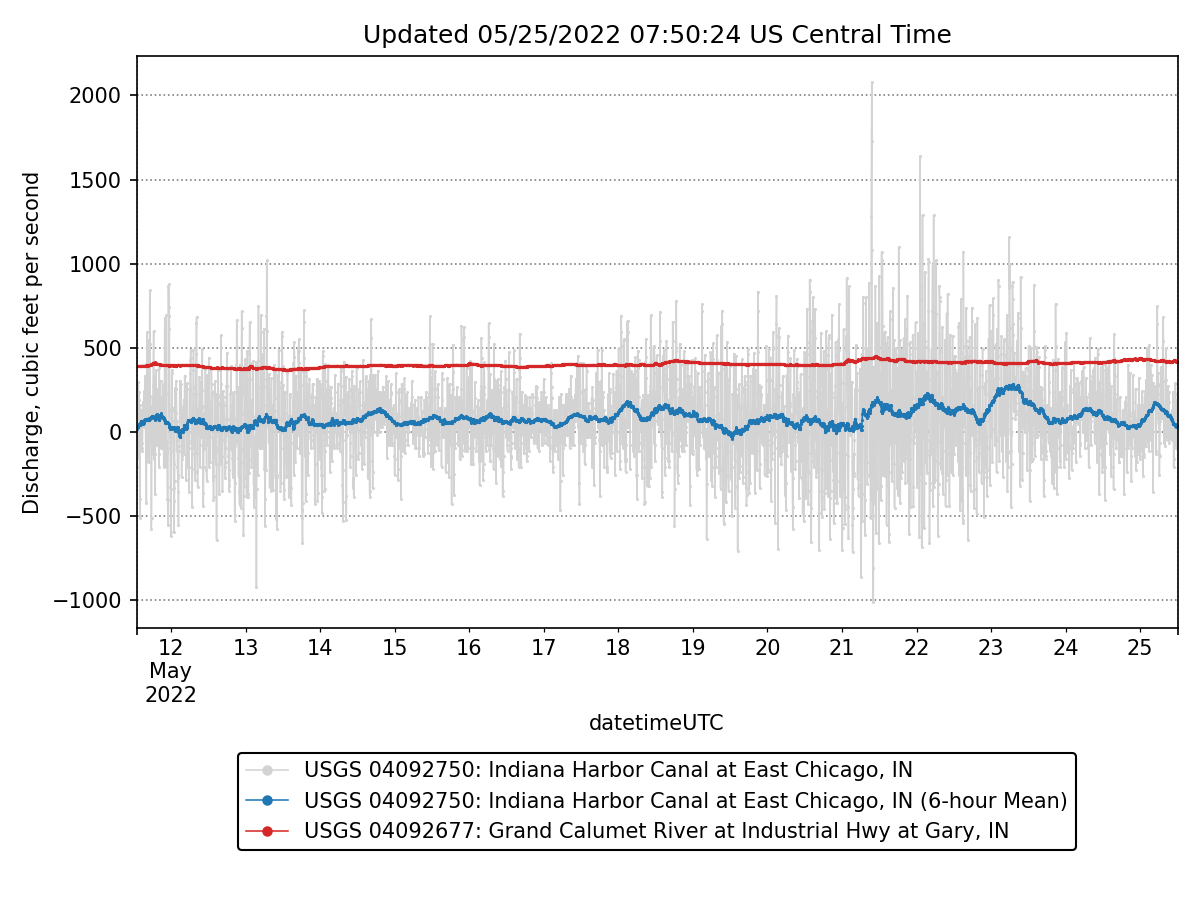 Updated 05/25/2022 07:50:24 US Central Time
Discharge, cubic feet per second
2000
1500
1000
500
0
−500
−1000
12 13 14 15 16 17 18 19 20 21 22 23 24 25
May
2022
datetimeUTC
USGS 04092750: Indiana Harbor Canal at East Chicago, IN
USGS 04092750: Indiana Harbor Canal at East Chicago, IN (6-hour Mean)
USGS 04092677: Grand Calumet River at Industrial Hwy at Gary, IN